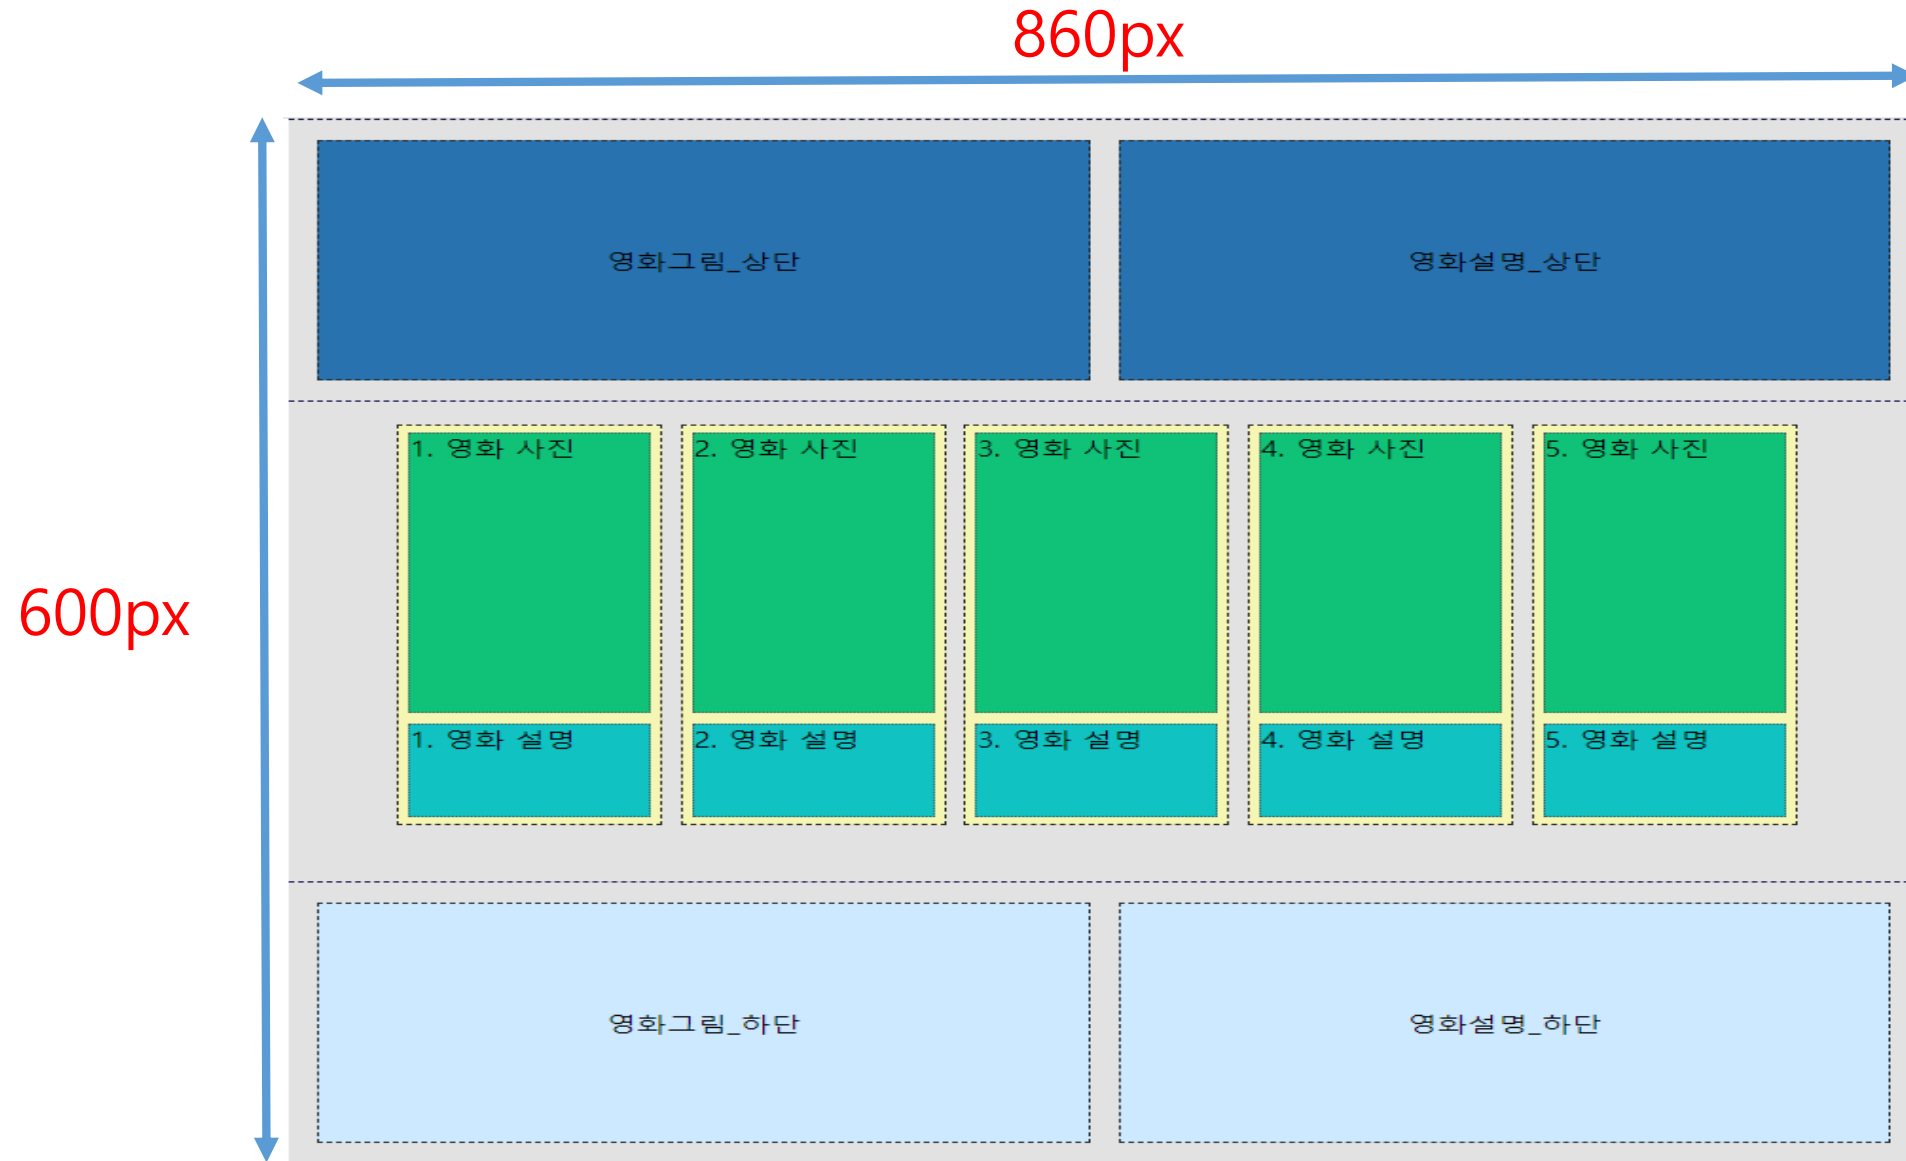 860px
600px
영화그림_상단
영화설명_상단
1. 영화 사진
2. 영화 사진
3. 영화 사진
4. 영화 사진
5. 영화 사진
1. 영화 설명
2. 영화 설명
3. 영화 설명
4. 영화 설명
5. 영화 설명
영화그림_하단
영화설명_하단